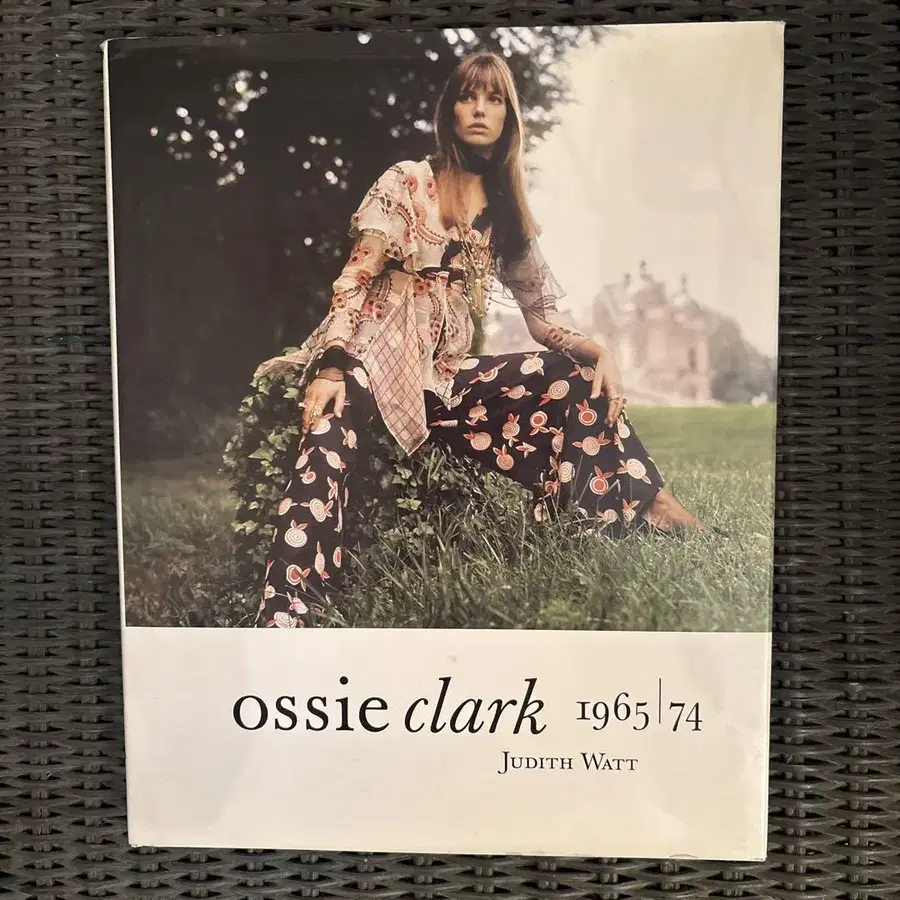 ossie clark 1965|74
JUDITH WATT